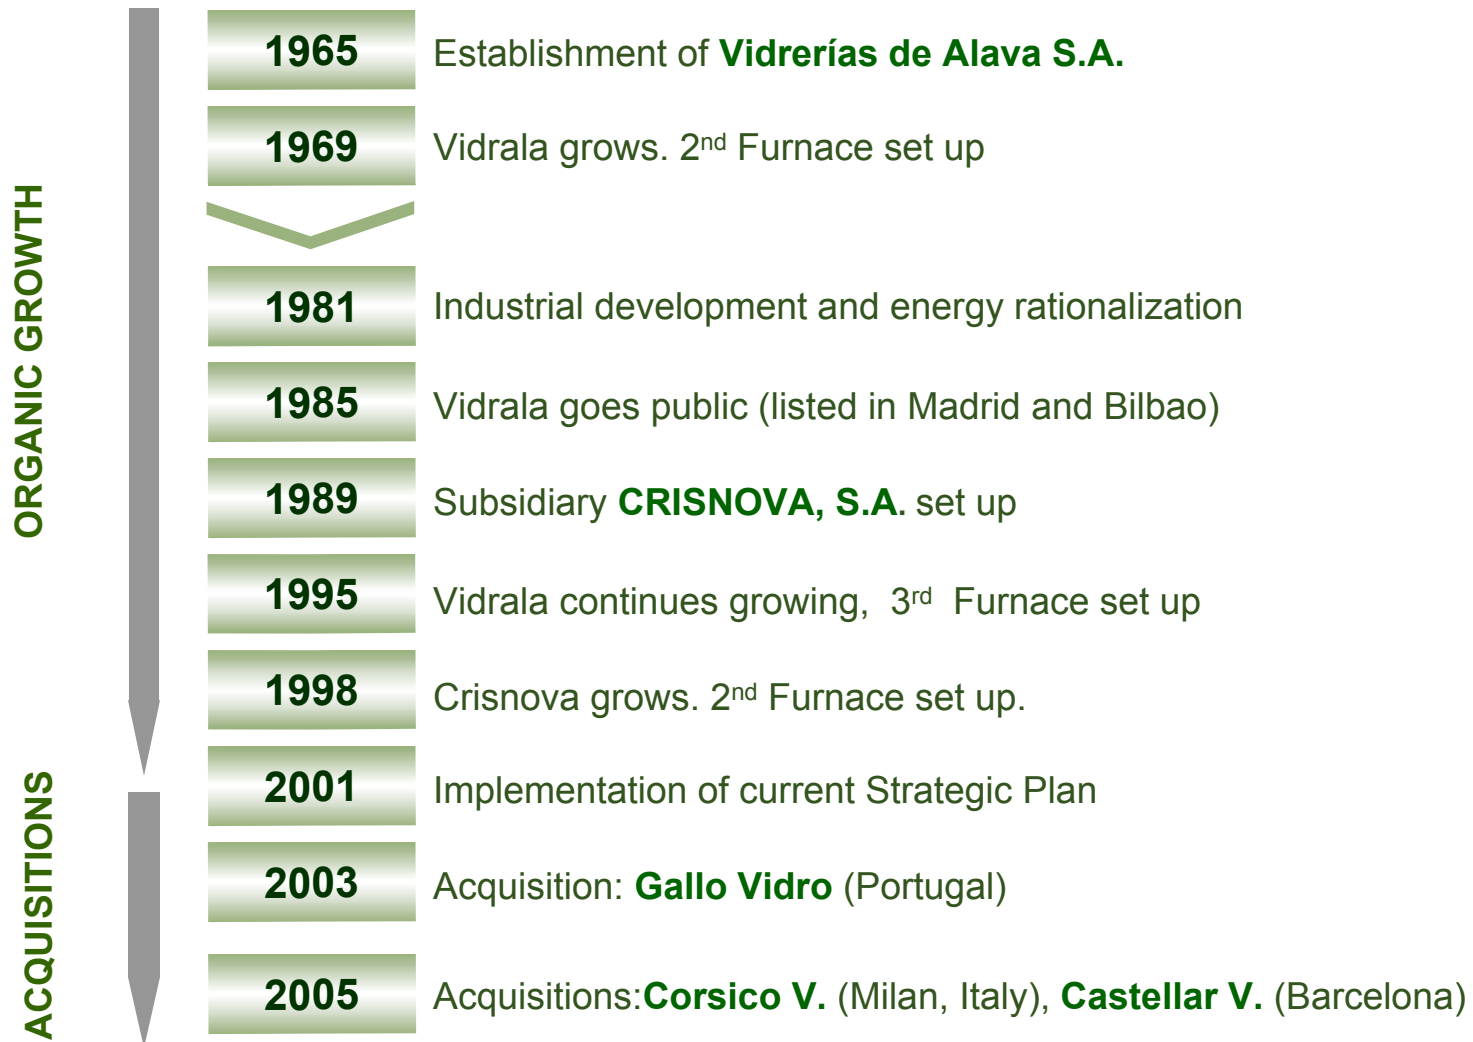 ORGANIC GROWTH
1965 Establishment of Vidrerías de Alava S.A.
1969 Vidrala grows. 2nd Furnace set up
1981 Industrial development and energy rationalization
1985 Vidrala goes public (listed in Madrid and Bilbao)
1989 Subsidiary CRISNOVA, S.A. set up
1995 Vidrala continues growing, 3rd Furnace set up
1998 Crisnova grows. 2nd Furnace set up.
ACQUISITIONS
2001 Implementation of current Strategic Plan
2003 Acquisition: Gallo Vidro (Portugal)
2005 Acquisitions:Corsico V. (Milan, Italy), Castellar V. (Barcelona)